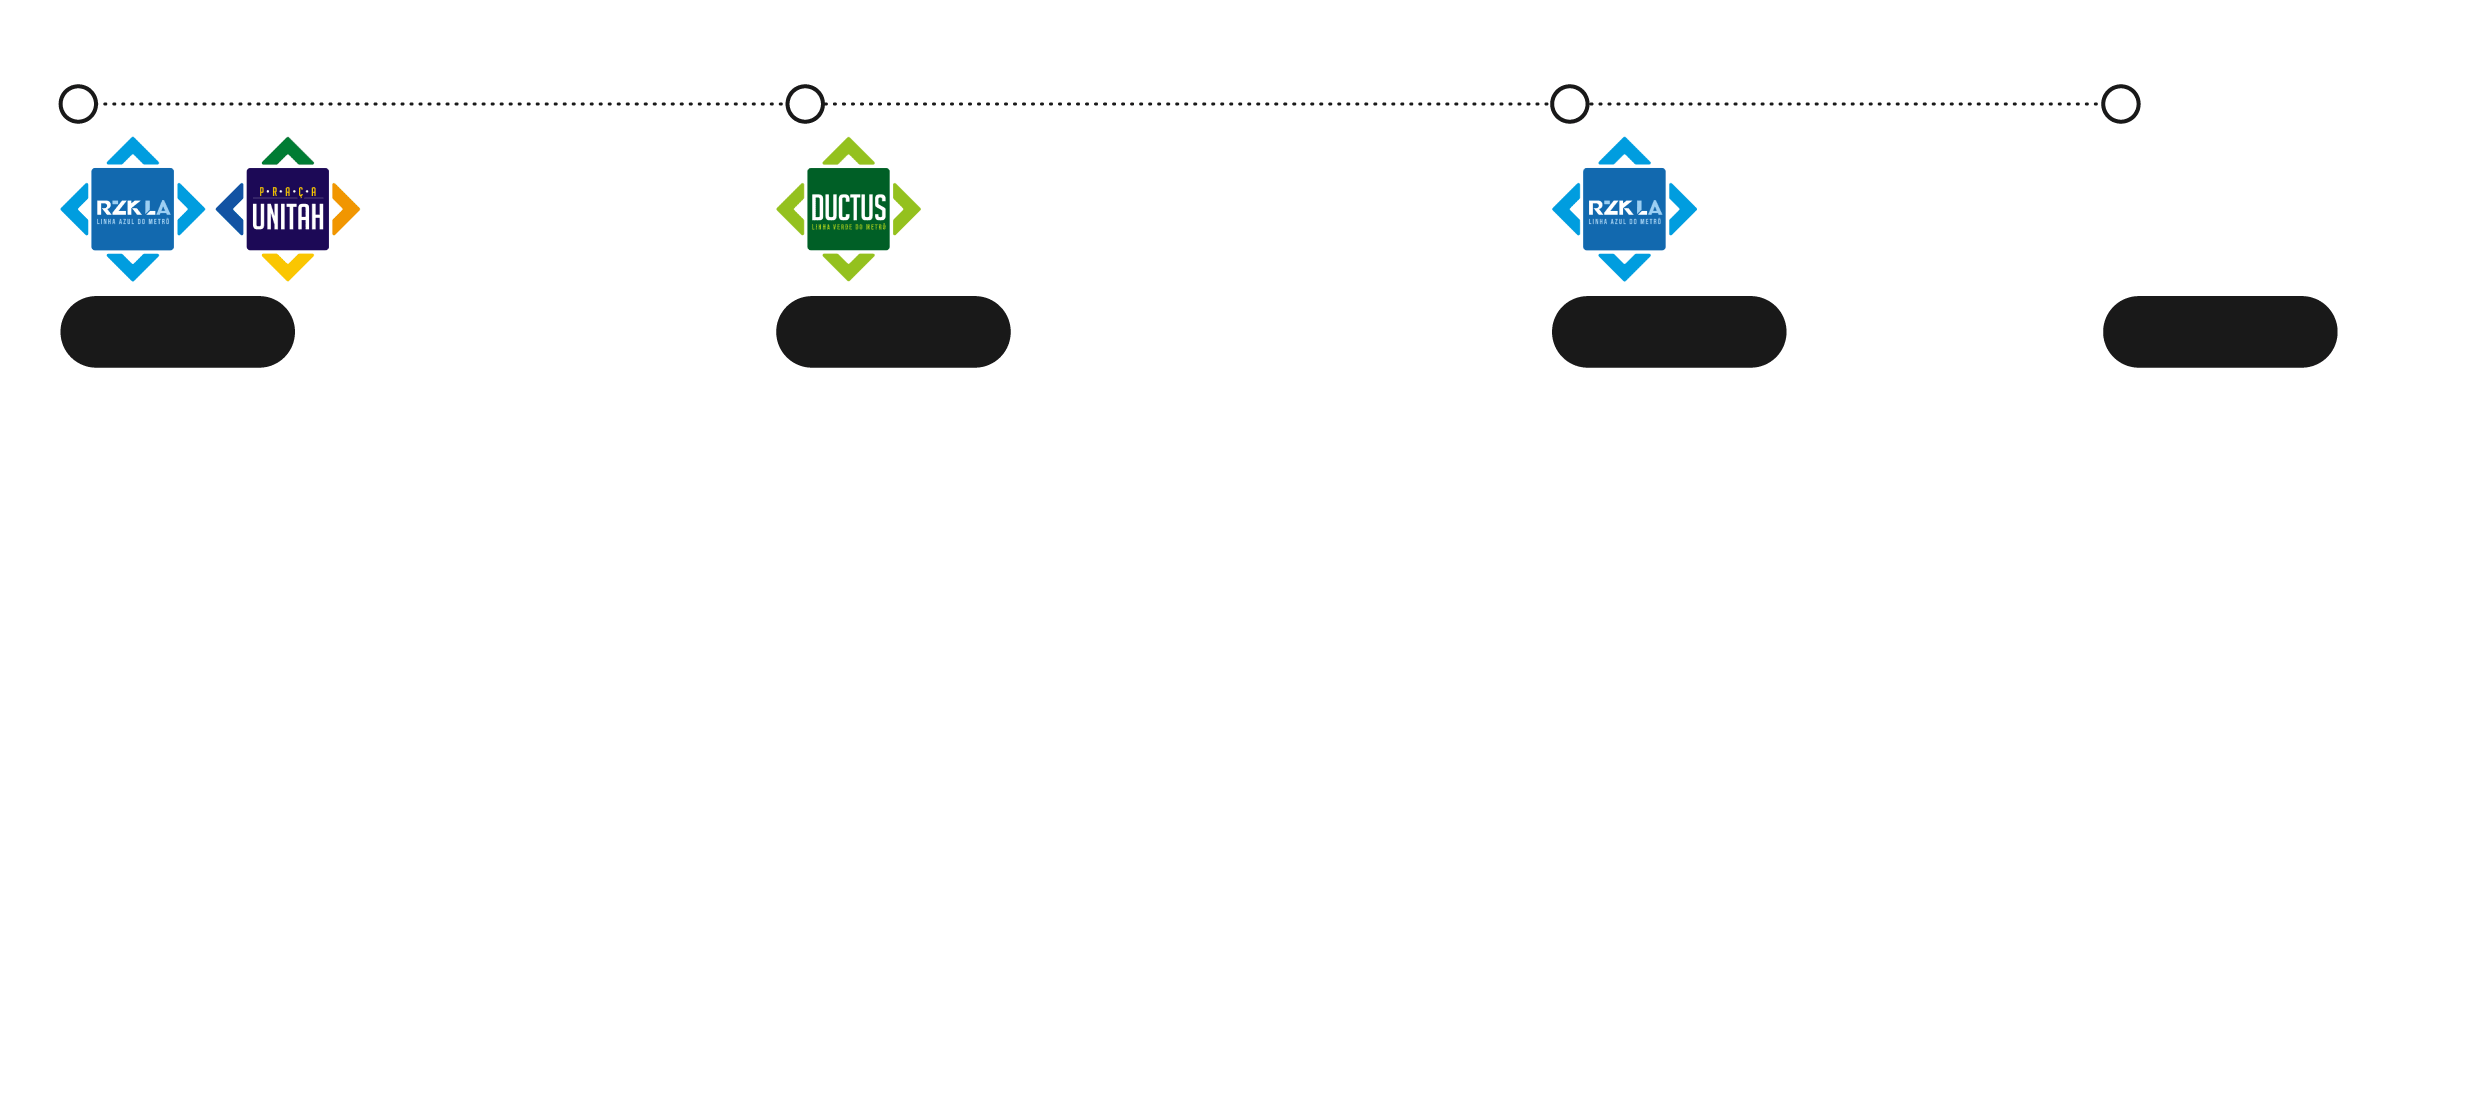 RZK LA
LINHA AZUL DO METRÔ
P•R•A•Ç•A
UNITAH
DUCTUS
LINHA VERDE DO METRÔ
RZK LA
LINHA AZUL DO METRÔ